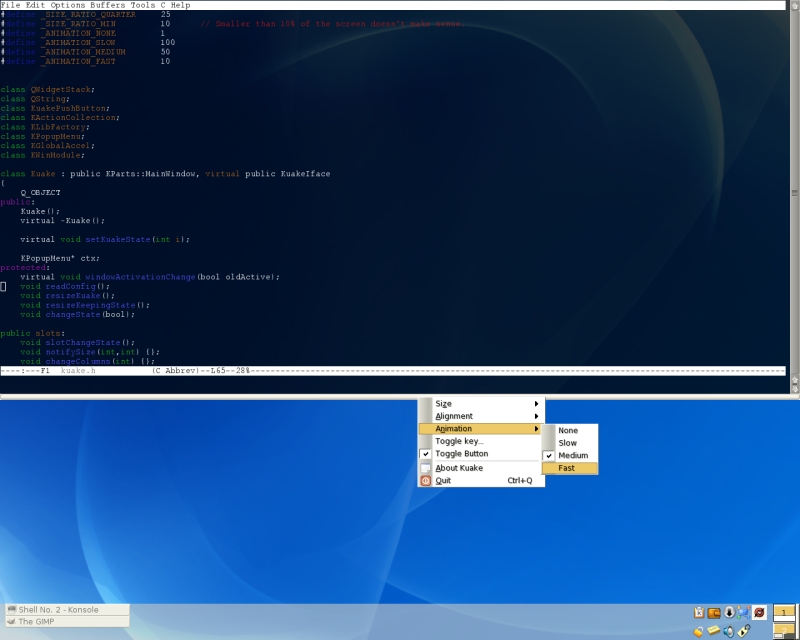 File Edit Options Buffers Tools C Help
#define _SIZE_RATIO_QUARTER 25
#define _SIZE_RATIO_MIN 10 // Smaller than 10% of the screen doesn't make sense.
#define _ANIMATION_NONE 1
#define _ANIMATION_SLOW 100
#define _ANIMATION_MEDIUM 50
#define _ANIMATION_FAST 10
class QWidgetStack;
class QString;
class KuakePushButton;
class KActionCollection;
class KLibFactory;
class KPopupMenu;
class KGlobalAccel;
class KWinModule;
class Kuake : public KParts::MainWindow, virtual public KuakeIface
{
Q_OBJECT
public:
Kuake();
virtual ~Kuake();
virtual void setKuakeState(int i);
KPopupMenu* ctx;
protected:
virtual void windowActivationChange(bool oldActive);
void readConfig();
void resizeKuake();
void resizeKeepingState();
void changeState(bool);
public slots:
void slotChangeState();
void notifySize(int,int) {};
void changeColumns(int) {};
----:---F1 kuake.h (C Abbrev)--L65--28%----
Size
Alignment
Animation
Toggle key...
Toggle Button
About Kuake
Quit Ctrl+Q
None
Slow
Medium
Fast
Shell No. 2 - Konsole
The GIMP
1